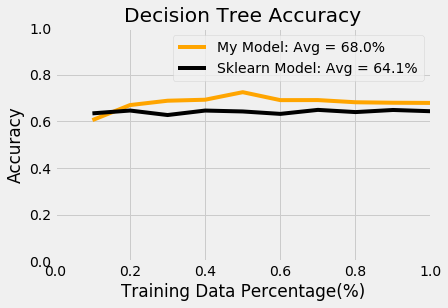 Decision Tree Accuracy
My Model: Avg = 68.0%
Sklearn Model: Avg = 64.1%
1.0
0.8
0.6
0.4
0.2
0.0
Accuracy
0.0 0.2 0.4 0.6 0.8 1.0
Training Data Percentage(%)